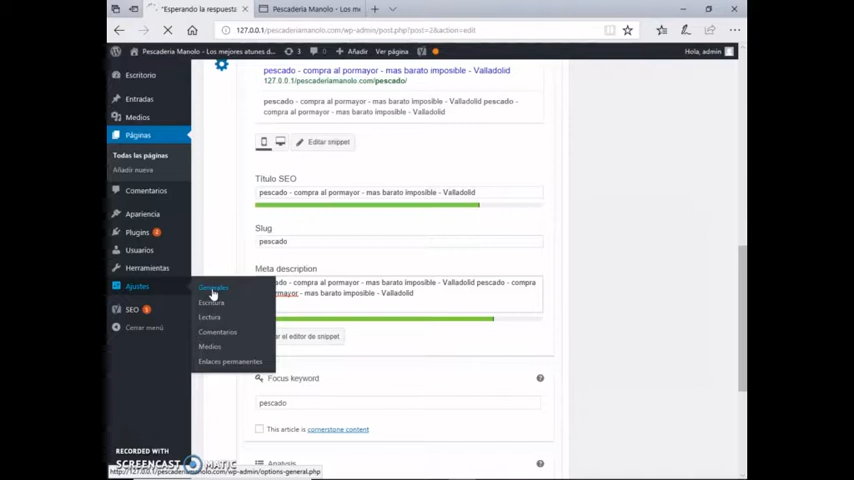 "Esperando la respuesta
Pescadería Manolo - Los me
127.0.0.1/pescaderiamanolo.com/wp-admin/post.php?post=2&action=edit
Pescadería Manolo - Los mejores atunes d...
3
0
Añadir
Ver página
Hola, admin
Escritorio
Entradas
Medios
Páginas
Todas las páginas
Añadir nueva
Comentarios
Apariencia
Plugins 2
Usuarios
Herramientas
Ajustes
SEO
Cerrar menú
Generales
Escritura
Lectura
Comentarios
Medios
Enlaces permanentes
pescado - compra al pormayor - mas barato imposible - Valladolid
127.0.0.1/pescaderiamanolo.com/pescado/
pescado - compra al pormayor - mas barato imposible - Valladolid pescado -
compra al pormayor - mas barato imposible - Valladolid
Editar snippet
Título SEO
pescado - compra al pormayor - mas barato imposible - Valladolid
Slug
pescado
Meta description
cado - compra al pormayor - mas barato imposible - Valladolid pescado - compra
ormayor - mas barato imposible - Valladolid
ar el editor de snippet
Focus keyword
pescado
This article is cornerstone content
Analysis
RECORDED WITH
SCREENCAST MATIC
http://127.0.0.1/pescaderiamanolo.com/wp-admin/options-general.php